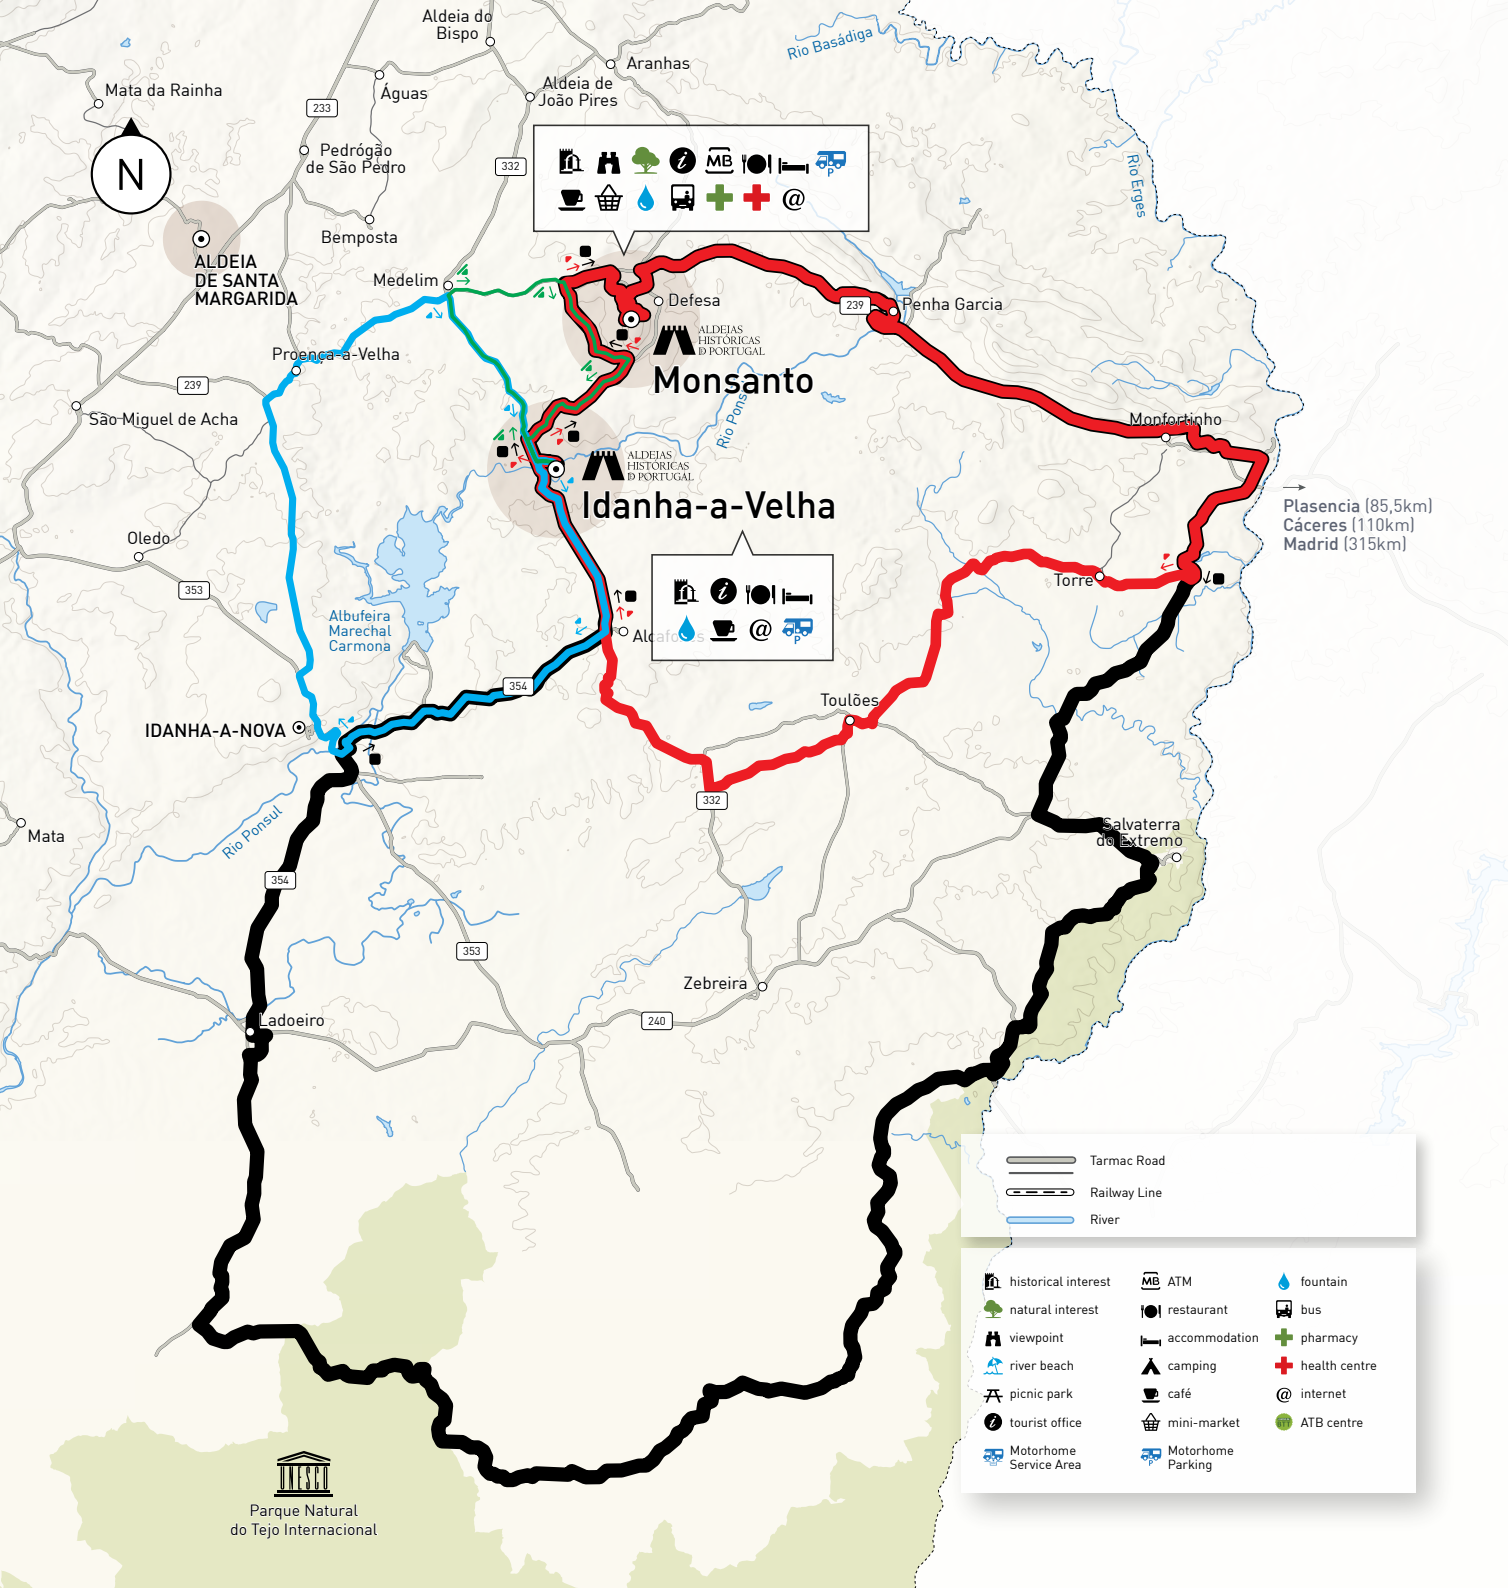 Aldeia do
Bispo
Aranhas
Rio Basádiga
Mata da Rainha
Águas
Aldeia de
João Pires
233
N
Pedrógão
de São Pedro
332
MB
P
i
@
Rio Erges
Bemposta
ALDEIA
DE SANTA
MARGARIDA
Medelim
Defesa
239
Penha Garcia
ALDEIAS
HISTÓRICAS
D PORTUGAL
Proença-a-Velha
Monsanto
239
São Miguel de Acha
Rio Pons
Monfortinho
ALDEIAS
HISTÓRICAS
D PORTUGAL
Idanha-a-Velha
Plasencia (85,5km)
Cáceres (110km)
Madrid (315km)
Oledo
353
Torre
i
@
P
Albufeira
Marechal
Carmona
Alcafozes
354
Toulões
IDANHA-A-NOVA
332
Mata
Rio Ponsul
Salvaterra
do Extremo
354
353
Zebreira
Ladoeiro
240
Tarmac Road
Railway Line
River
historical interest
MB
ATM
fountain
natural interest
restaurant
bus
viewpoint
accommodation
pharmacy
river beach
camping
health centre
picnic park
café
@
internet
i
tourist office
mini-market
ATB centre
Motorhome
Service Area
P
Motorhome
Parking
UNESCO
Parque Natural
do Tejo Internacional